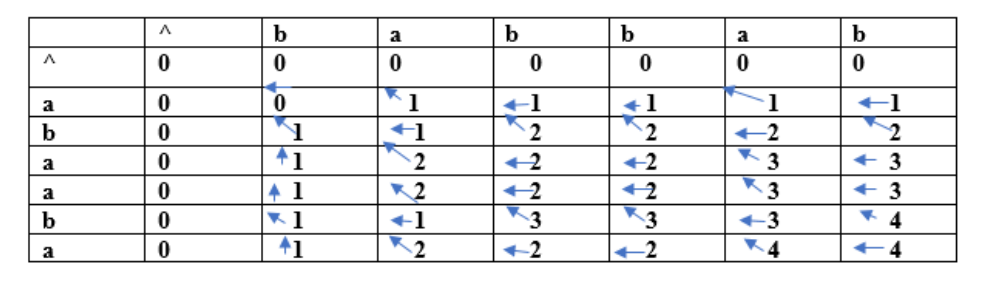 ^ b a b b a b
^ 0 0 0 0 0 0 0
a 0 0 1 1 1 1 1
b 0 1 1 2 2 2 2
a 0 1 2 2 2 3 3
a 0 1 2 2 2 3 3
b 0 1 1 3 3 3 4
a 0 1 2 2 2 4 4